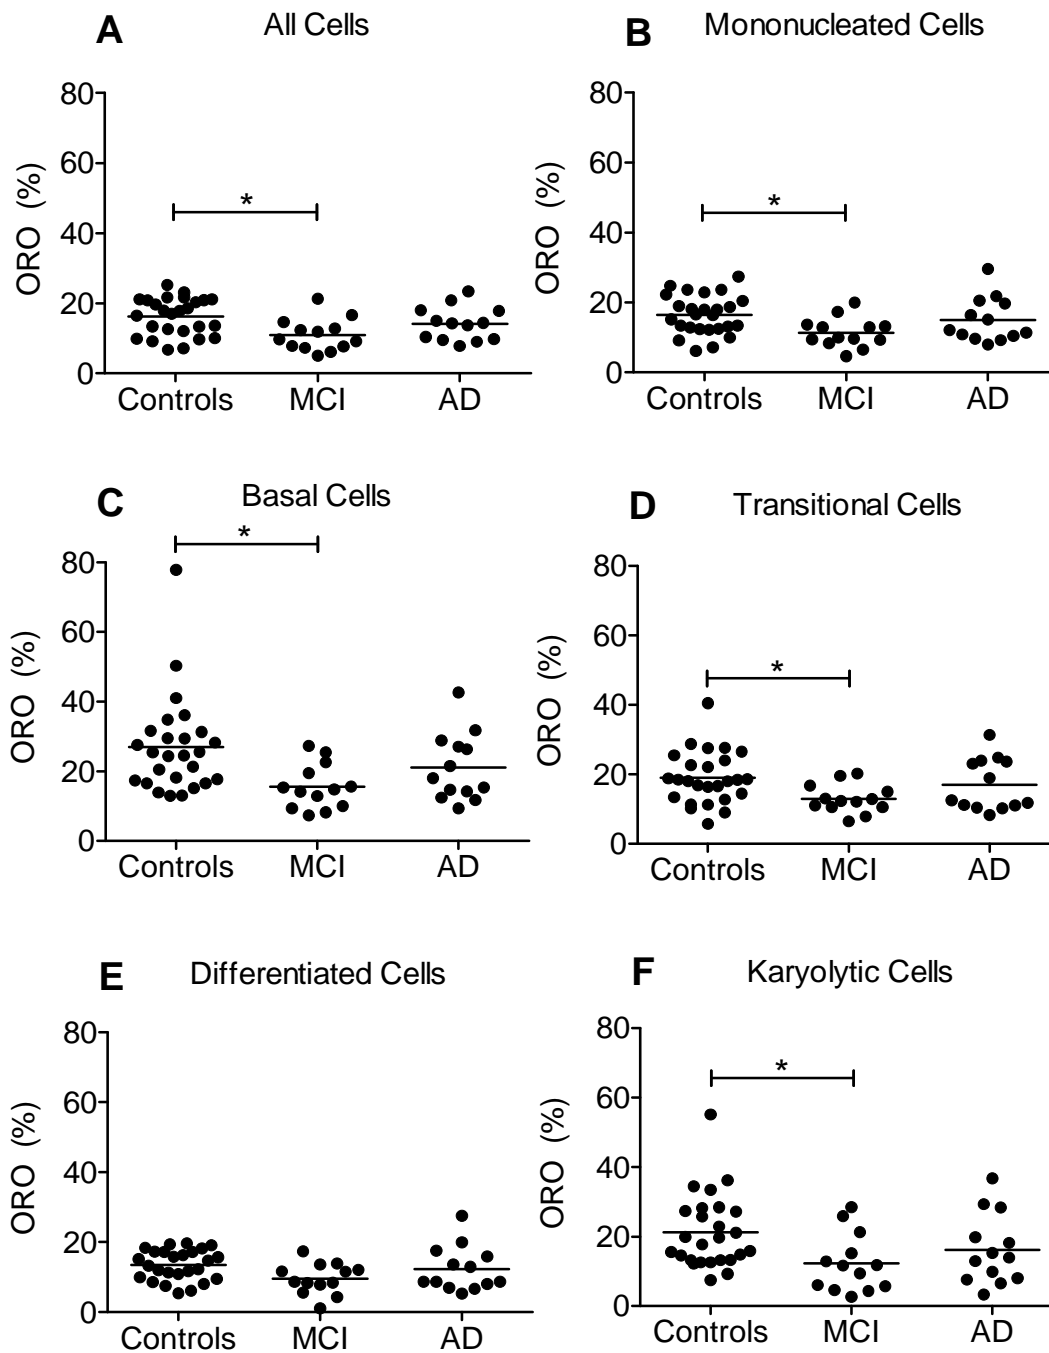 A All Cells
ORO (%)
80
60
40
20
0
*
Controls MCI AD
B Mononucleated Cells
ORO (%)
80
60
40
20
0
*
Controls MCI AD
C Basal Cells
ORO (%)
80
60
40
20
0
*
Controls MCI AD
D Transitional Cells
ORO (%)
80
60
40
20
0
*
Controls MCI AD
E Differentiated Cells
ORO (%)
80
60
40
20
0
Controls MCI AD
F Karyolytic Cells
ORO (%)
80
60
40
20
0
*
Controls MCI AD